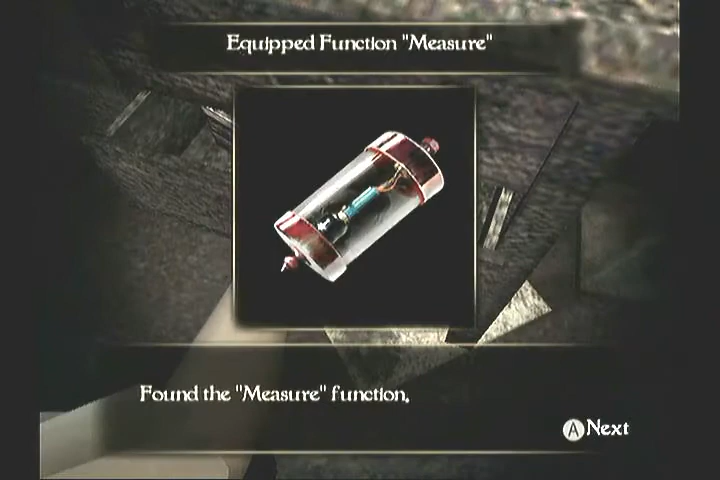 Equipped Function "Measure"
Found the "Measure" function.
A Next